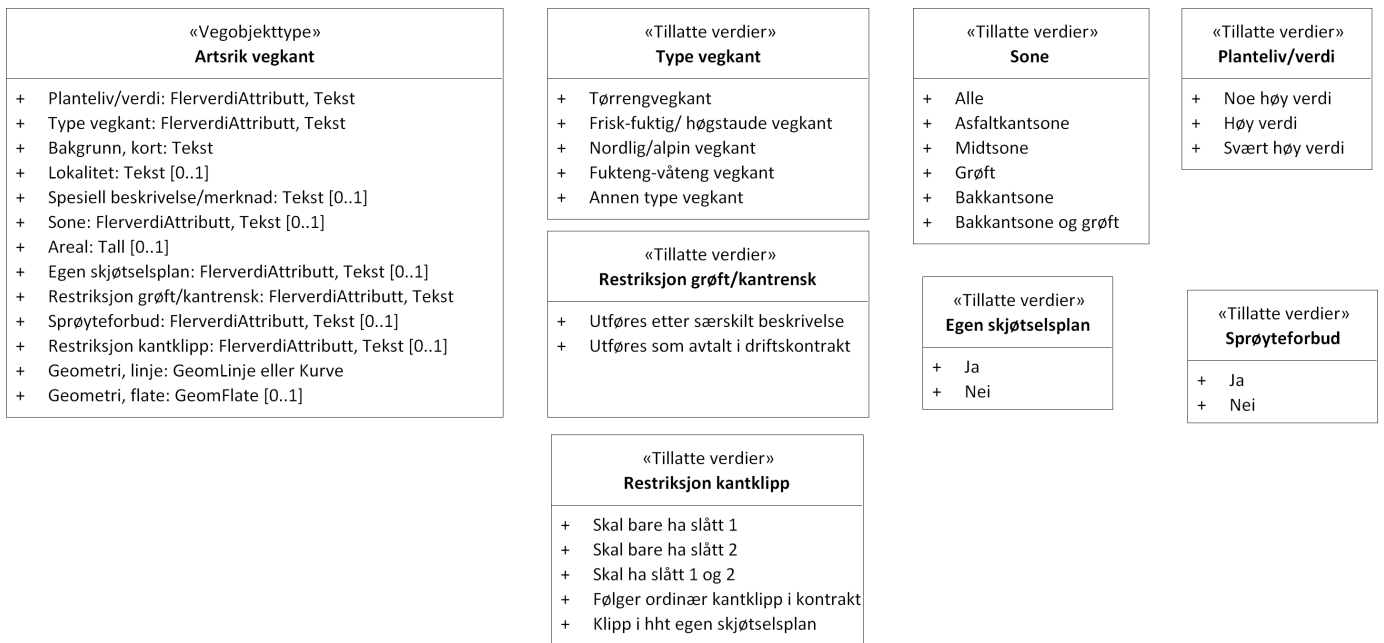 «Vegobjekttype»
Artsrik vegkant
+ Planteliv/verdi: FlerverdiAttributt, Tekst
+ Type vegkant: FlerverdiAttributt, Tekst
+ Bakgrunn, kort: Tekst
+ Lokalitet: Tekst [0..1]
+ Spesiell beskrivelse/merknad: Tekst [0..1]
+ Sone: FlerverdiAttributt, Tekst [0..1]
+ Areal: Tall [0..1]
+ Egen skjøtselsplan: FlerverdiAttributt, Tekst [0..1]
+ Restriksjon grøft/kantrensk: FlerverdiAttributt, Tekst
+ Sprøyteforbud: FlerverdiAttributt, Tekst [0..1]
+ Restriksjon kantklipp: FlerverdiAttributt, Tekst [0..1]
+ Geometri, linje: GeomLinje eller Kurve
+ Geometri, flate: GeomFlate [0..1]
«Tillatte verdier»
Type vegkant
+ Tørrengvegkant
+ Frisk-fuktig/ høgstaude vegkant
+ Nordlig/alpin vegkant
+ Fukteng-våteng vegkant
+ Annen type vegkant
«Tillatte verdier»
Sone
+ Alle
+ Asfaltkantsone
+ Midtsone
+ Grøft
+ Bakkantsone
+ Bakkantsone og grøft
«Tillatte verdier»
Planteliv/verdi
+ Noe høy verdi
+ Høy verdi
+ Svært høy verdi
«Tillatte verdier»
Restriksjon grøft/kantrensk
+ Utføres etter særskilt beskrivelse
+ Utføres som avtalt i driftskontrakt
«Tillatte verdier»
Egen skjøtselsplan
+ Ja
+ Nei
«Tillatte verdier»
Sprøyteforbud
+ Ja
+ Nei
«Tillatte verdier»
Restriksjon kantklipp
+ Skal bare ha slått 1
+ Skal bare ha slått 2
+ Skal ha slått 1 og 2
+ Følger ordinær kantklipp i kontrakt
+ Klipp i hht egen skjøtselsplan